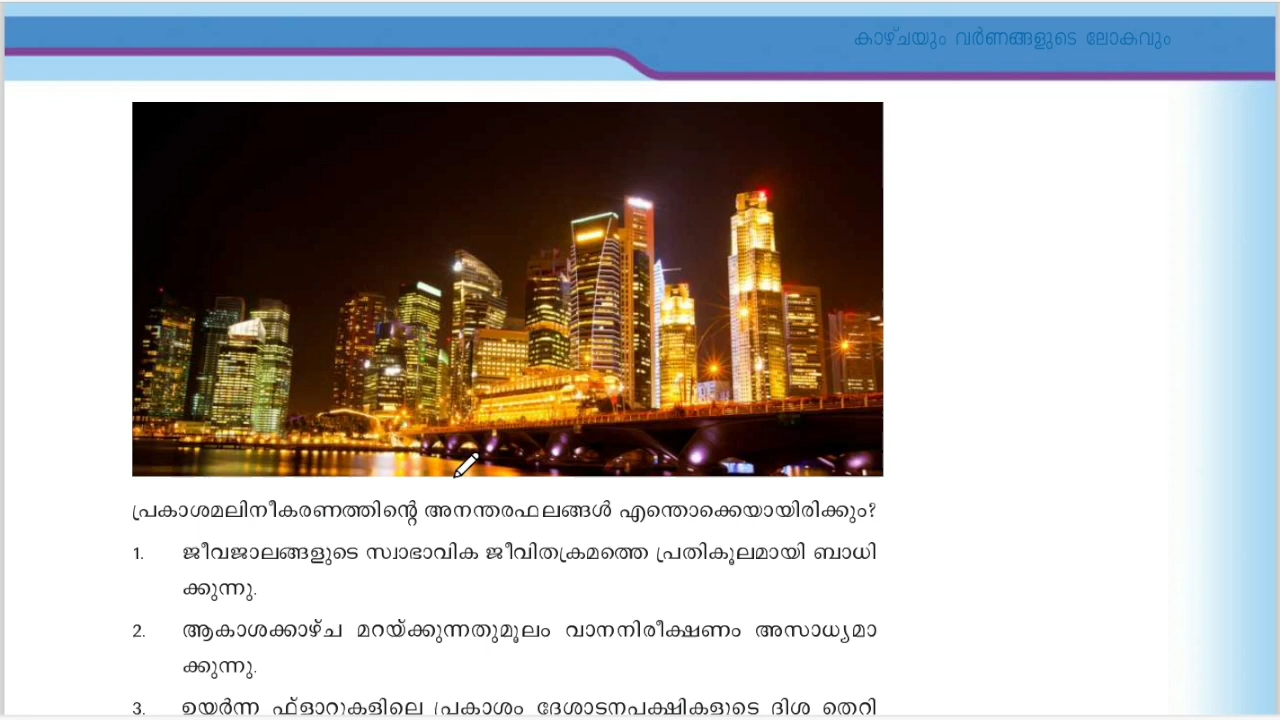 കാഴ്ചയും വർണങ്ങളുടെ ലോകവും
പ്രകാശമലിനീകരണത്തിന്റെ അനന്തരഫലങ്ങൾ എന്തൊക്കെയായിരിക്കും?
1. ജീവജാലങ്ങളുടെ സ്വാഭാവിക ജീവിതക്രമത്തെ പ്രതികൂലമായി ബാധി
ക്കുന്നു.
2. ആകാശക്കാഴ്ച മറയ്ക്കുന്നതുമൂലം വാനനിരീക്ഷണം അസാധ്യമാ
ക്കുന്നു.
3. ഉയർന്ന ഫ്ളാറ്റുകളിലെ പ്രകാശം ദേശാടനപക്ഷികളുടെ ദിശ തെറ്റി